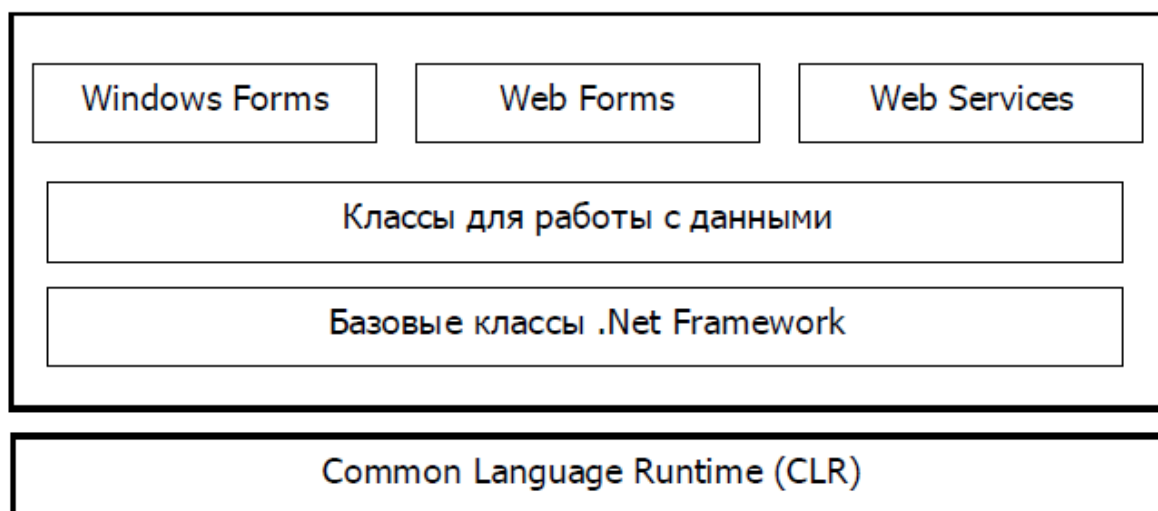 Windows Forms
Web Forms
Web Services
Классы для работы с данными
Базовые классы .Net Framework
Common Language Runtime (CLR)